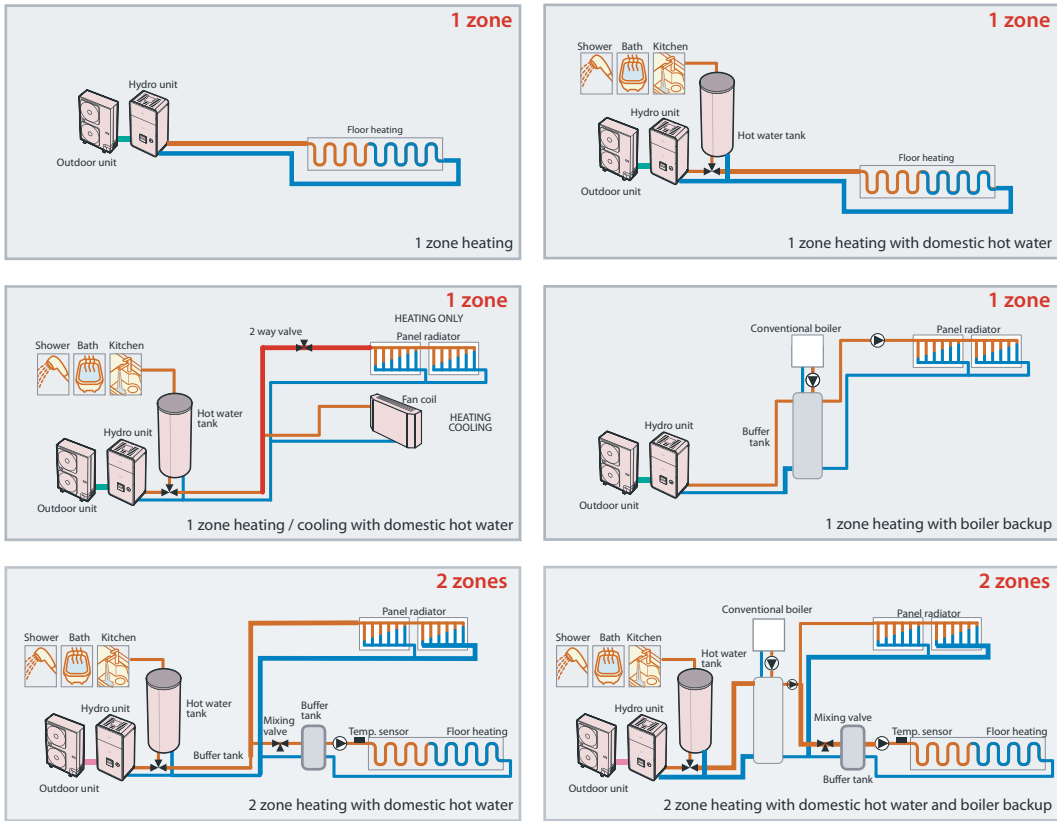 1 zone
Hydro unit
Floor heating
Outdoor unit
1 zone heating
1 zone
Shower Bath Kitchen
Hydro unit
Hot water tank
Floor heating
Outdoor unit
1 zone heating with domestic hot water
1 zone
HEATING ONLY
2 way valve
Panel radiator
Shower Bath Kitchen
Fan coil
Hot water
tank
HEATING
COOLING
Hydro unit
Outdoor unit
1 zone heating / cooling with domestic hot water
1 zone
Conventional boiler
Panel radiator
Hydro unit
Buffer
tank
Outdoor unit
1 zone heating with boiler backup
2 zones
Panel radiator
Shower Bath Kitchen
Hot water
tank
Hydro unit
Buffer
tank
Mixing
valve
Temp. sensor
Floor heating
Buffer tank
Outdoor unit
2 zone heating with domestic hot water
2 zones
Conventional boiler
Panel radiator
Shower Bath Kitchen
Hot water
tank
Hydro unit
Mixing valve
Temp. sensor
Floor heating
Buffer tank
Outdoor unit
2 zone heating with domestic hot water and boiler backup